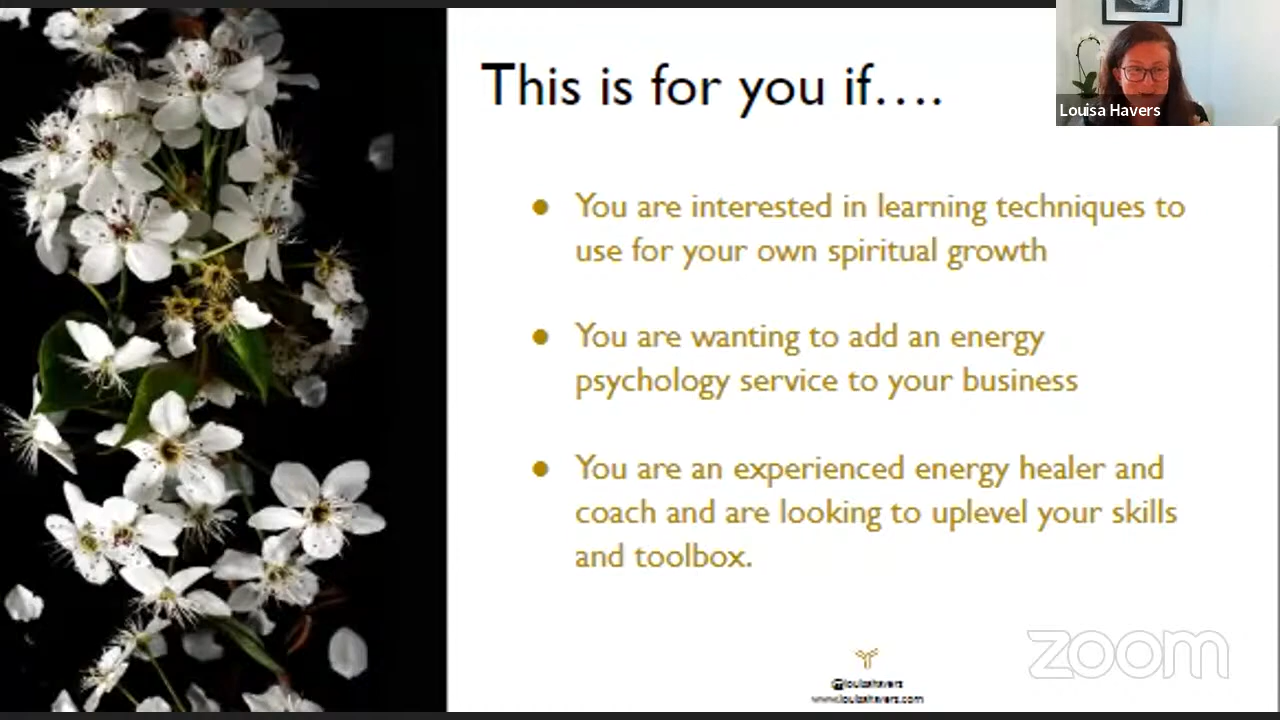 This is for you if….
Louisa Havers
● You are interested in learning techniques to
use for your own spiritual growth
● You are wanting to add an energy
psychology service to your business
● You are an experienced energy healer and
coach and are looking to uplevel your skills
and toolbox.
@louisahavers
www.louisahavers.com
zoom